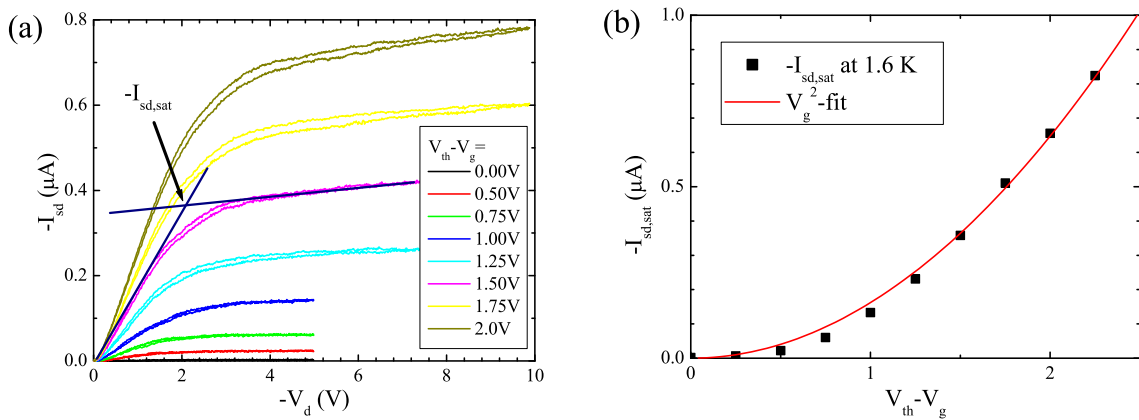 (a)
-I_sd (µA)
0.8
0.6
0.4
0.2
0.0
-I_sd,sat
V_th-V_g=
0.00V
0.50V
0.75V
1.00V
1.25V
1.50V
1.75V
2.0V
0 2 4 6 8 10
-V_d (V)
(b)
-I_sd,sat (µA)
1.0
0.5
0.0
-I_sd,sat at 1.6 K
V_g^2-fit
0 1 2
V_th-V_g